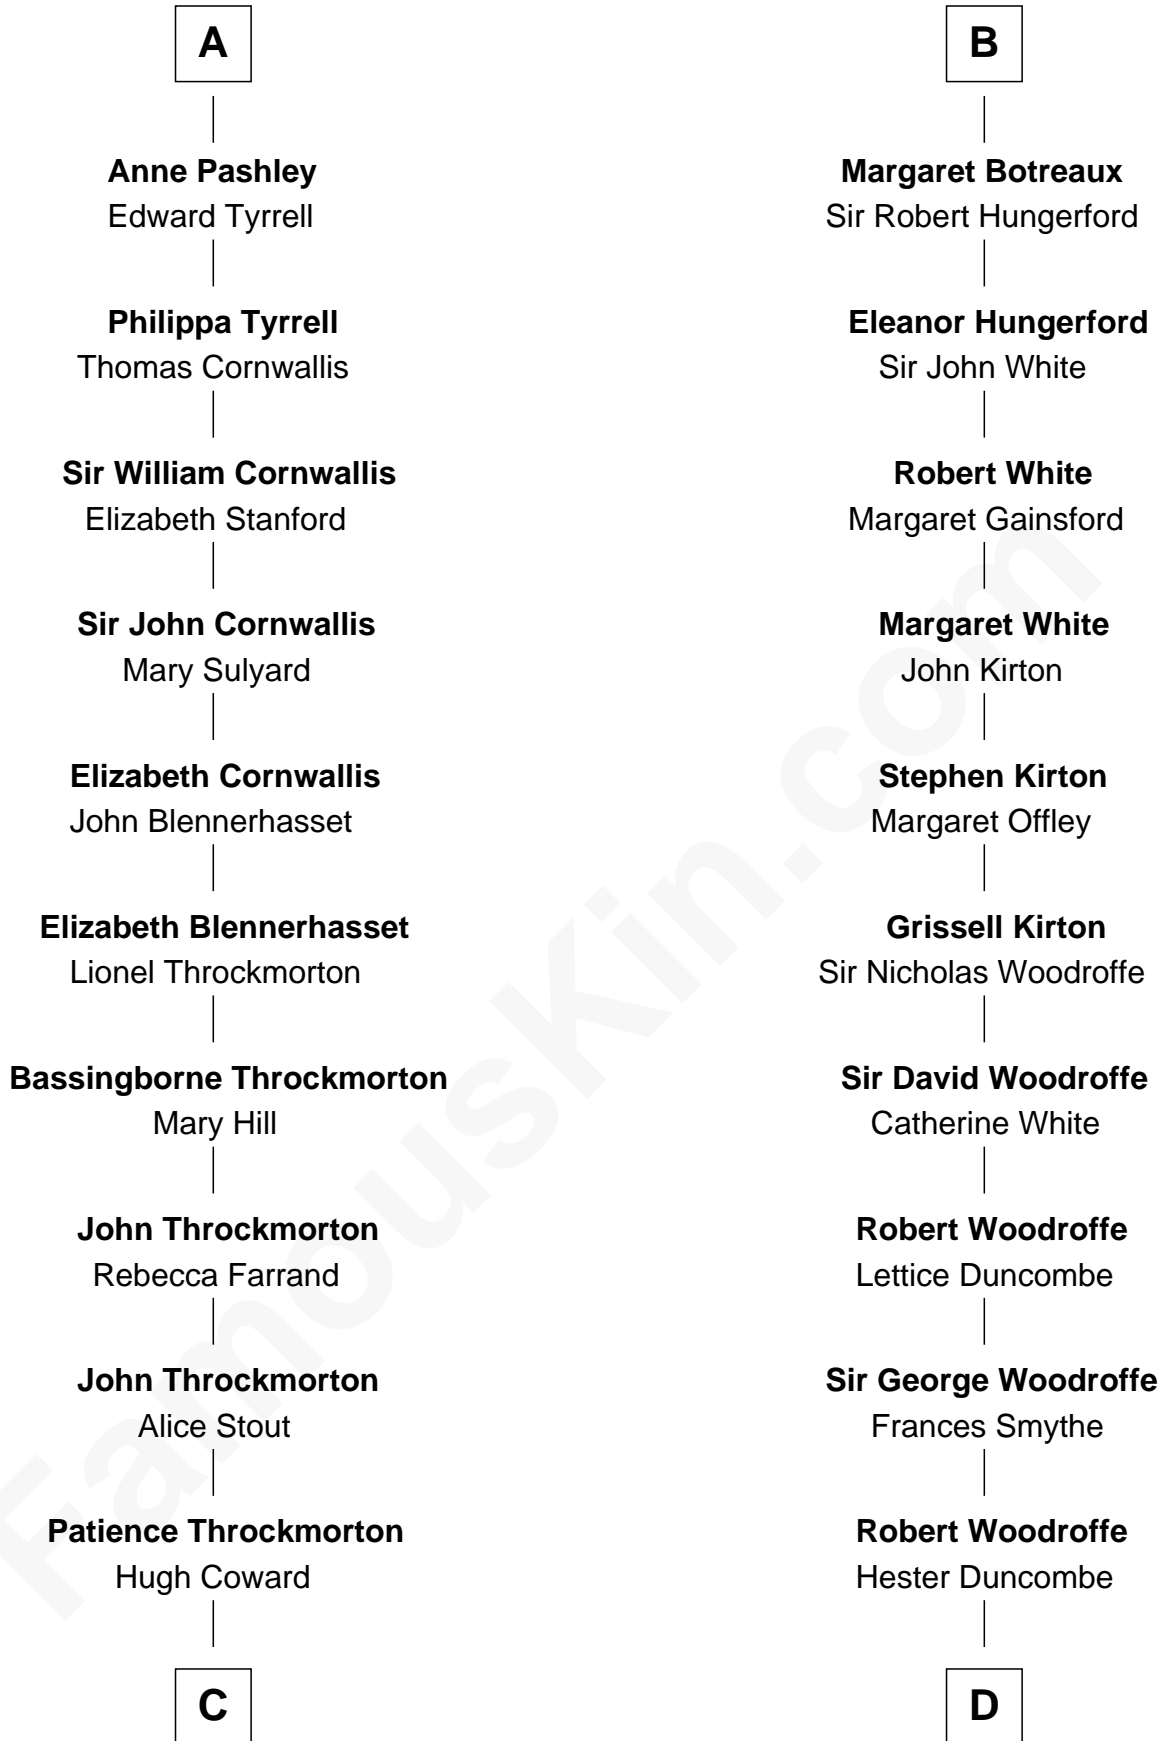 A
Anne Pashley
Edward Tyrrell
Philippa Tyrrell
Thomas Cornwallis
Sir William Cornwallis
Elizabeth Stanford
Sir John Cornwallis
Mary Sulyard
Elizabeth Cornwallis
John Blennerhasset
Elizabeth Blennerhasset
Lionel Throckmorton
Bassingborne Throckmorton
Mary Hill
John Throckmorton
Rebecca Farrand
John Throckmorton
Alice Stout
Patience Throckmorton
Hugh Coward
C
B
Margaret Botreaux
Sir Robert Hungerford
Eleanor Hungerford
Sir John White
Robert White
Margaret Gainsford
Margaret White
John Kirton
Stephen Kirton
Margaret Offley
Grissell Kirton
Sir Nicholas Woodroffe
Sir David Woodroffe
Catherine White
Robert Woodroffe
Lettice Duncombe
Sir George Woodroffe
Frances Smythe
Robert Woodroffe
Hester Duncombe
D
FamousKin.com